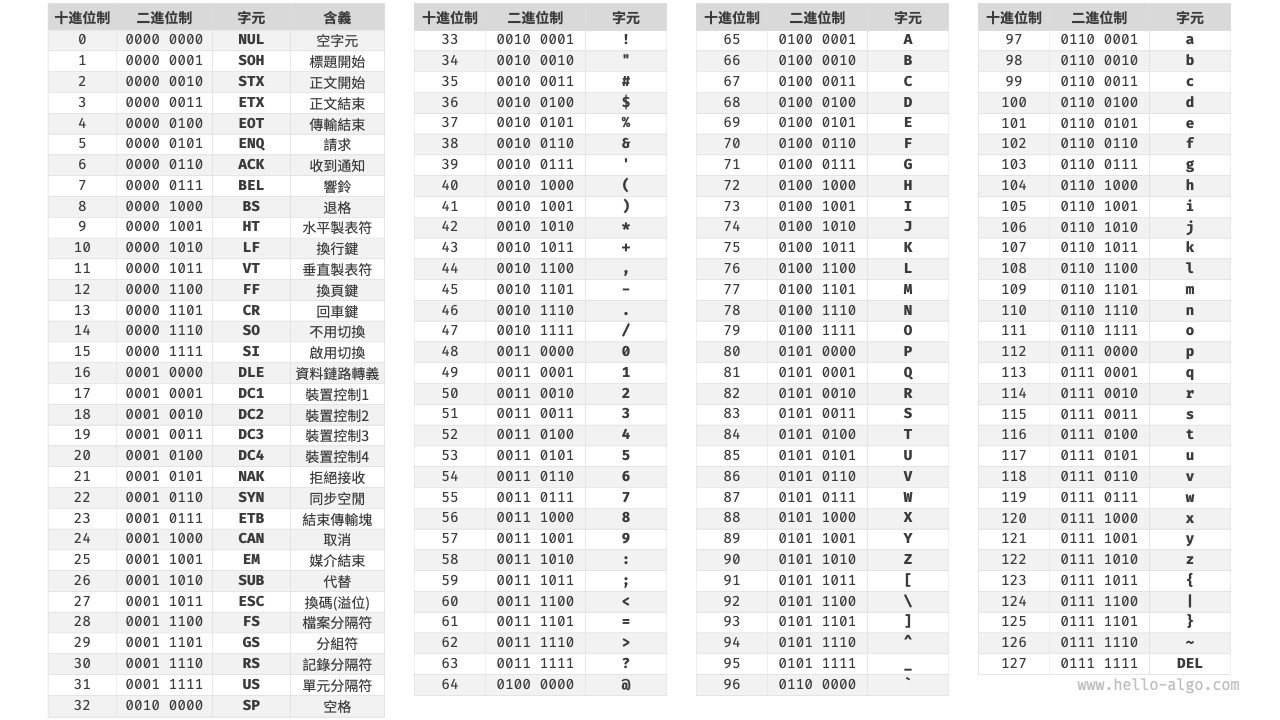 十進位制 二進位制 字元 含義
0 0000 0000 NUL 空字元
1 0000 0001 SOH 標題開始
2 0000 0010 STX 正文開始
3 0000 0011 ETX 正文結束
4 0000 0100 EOT 傳輸結束
5 0000 0101 ENQ 請求
6 0000 0110 ACK 收到通知
7 0000 0111 BEL 響鈴
8 0000 1000 BS 退格
9 0000 1001 HT 水平製表符
10 0000 1010 LF 換行鍵
11 0000 1011 VT 垂直製表符
12 0000 1100 FF 換頁鍵
13 0000 1101 CR 回車鍵
14 0000 1110 SO 不用切換
15 0000 1111 SI 啟用切換
16 0001 0000 DLE 資料鏈路轉義
17 0001 0001 DC1 裝置控制1
18 0001 0010 DC2 裝置控制2
19 0001 0011 DC3 裝置控制3
20 0001 0100 DC4 裝置控制4
21 0001 0101 NAK 拒絕接收
22 0001 0110 SYN 同步空閒
23 0001 0111 ETB 結束傳輸塊
24 0001 1000 CAN 取消
25 0001 1001 EM 媒介結束
26 0001 1010 SUB 代替
27 0001 1011 ESC 換碼(溢位)
28 0001 1100 FS 檔案分隔符
29 0001 1101 GS 分組符
30 0001 1110 RS 記錄分隔符
31 0001 1111 US 單元分隔符
32 0010 0000 SP 空格
十進位制 二進位制 字元
33 0010 0001 !
34 0010 0010 "
35 0010 0011 #
36 0010 0100 $
37 0010 0101 %
38 0010 0110 &
39 0010 0111 '
40 0010 1000 (
41 0010 1001 )
42 0010 1010 *
43 0010 1011 +
44 0010 1100 ,
45 0010 1101 -
46 0010 1110 .
47 0010 1111 /
48 0011 0000 0
49 0011 0001 1
50 0011 0010 2
51 0011 0011 3
52 0011 0100 4
53 0011 0101 5
54 0011 0110 6
55 0011 0111 7
56 0011 1000 8
57 0011 1001 9
58 0011 1010 :
59 0011 1011 ;
60 0011 1100 <
61 0011 1101 =
62 0011 1110 >
63 0011 1111 ?
64 0100 0000 @
十進位制 二進位制 字元
65 0100 0001 A
66 0100 0010 B
67 0100 0011 C
68 0100 0100 D
69 0100 0101 E
70 0100 0110 F
71 0100 0111 G
72 0100 1000 H
73 0100 1001 I
74 0100 1010 J
75 0100 1011 K
76 0100 1100 L
77 0100 1101 M
78 0100 1110 N
79 0100 1111 O
80 0101 0000 P
81 0101 0001 Q
82 0101 0010 R
83 0101 0011 S
84 0101 0100 T
85 0101 0101 U
86 0101 0110 V
87 0101 0111 W
88 0101 1000 X
89 0101 1001 Y
90 0101 1010 Z
91 0101 1011 [
92 0101 1100 \
93 0101 1101 ]
94 0101 1110 ^
95 0101 1111 _
96 0110 0000 `
十進位制 二進位制 字元
97 0110 0001 a
98 0110 0010 b
99 0110 0011 c
100 0110 0100 d
101 0110 0101 e
102 0110 0110 f
103 0110 0111 g
104 0110 1000 h
105 0110 1001 i
106 0110 1010 j
107 0110 1011 k
108 0110 1100 l
109 0110 1101 m
110 0110 1110 n
111 0110 1111 o
112 0111 0000 p
113 0111 0001 q
114 0111 0010 r
115 0111 0011 s
116 0111 0100 t
117 0111 0101 u
118 0111 0110 v
119 0111 0111 w
120 0111 1000 x
121 0111 1001 y
122 0111 1010 z
123 0111 1011 {
124 0111 1100 |
125 0111 1101 }
126 0111 1110 ~
127 0111 1111 DEL
www.hello-algo.com